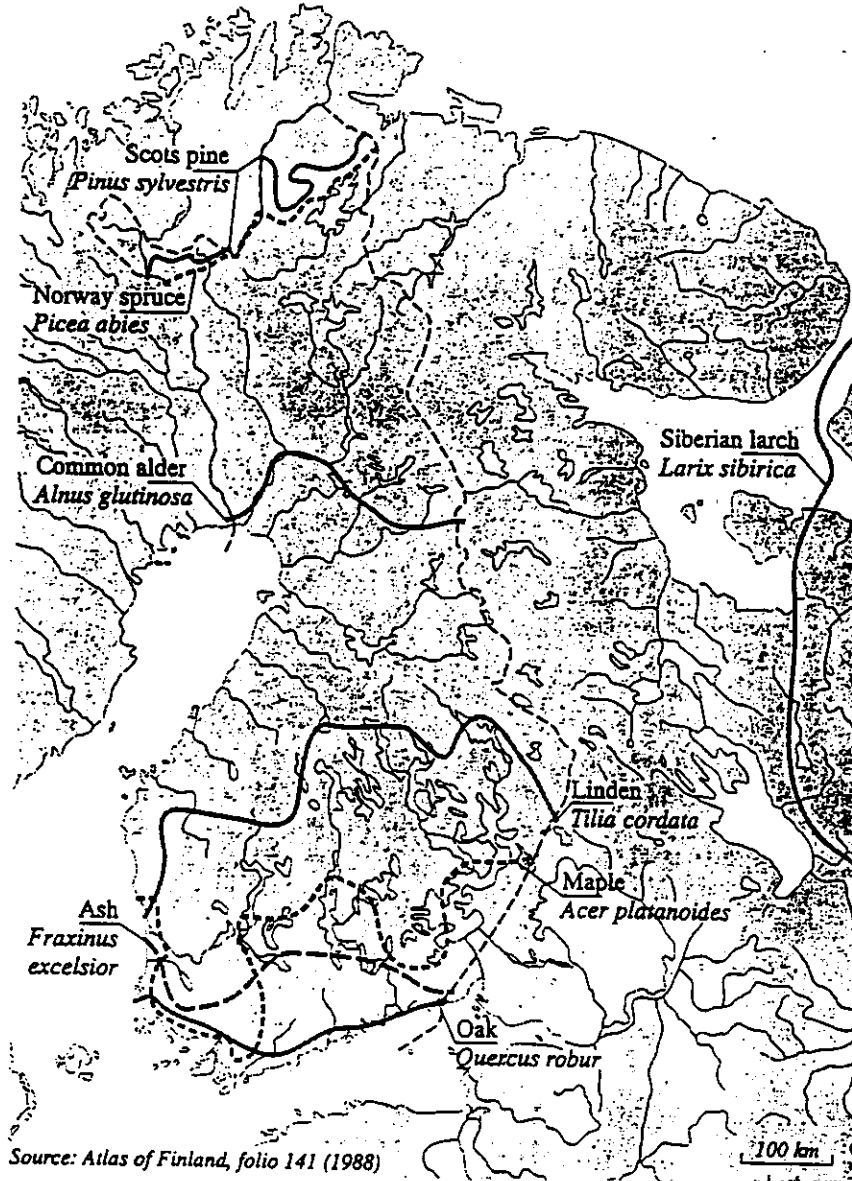 Scots pine
Pinus sylvestris
Norway spruce
Picea abies
Common alder
Alnus glutinosa
Siberian larch
Larix sibirica
Linden
Tilia cordata
Maple
Acer platanoides
Ash
Fraxinus
excelsior
Oak
Quercus robur
Source: Atlas of Finland, folio 141 (1988)
100 km